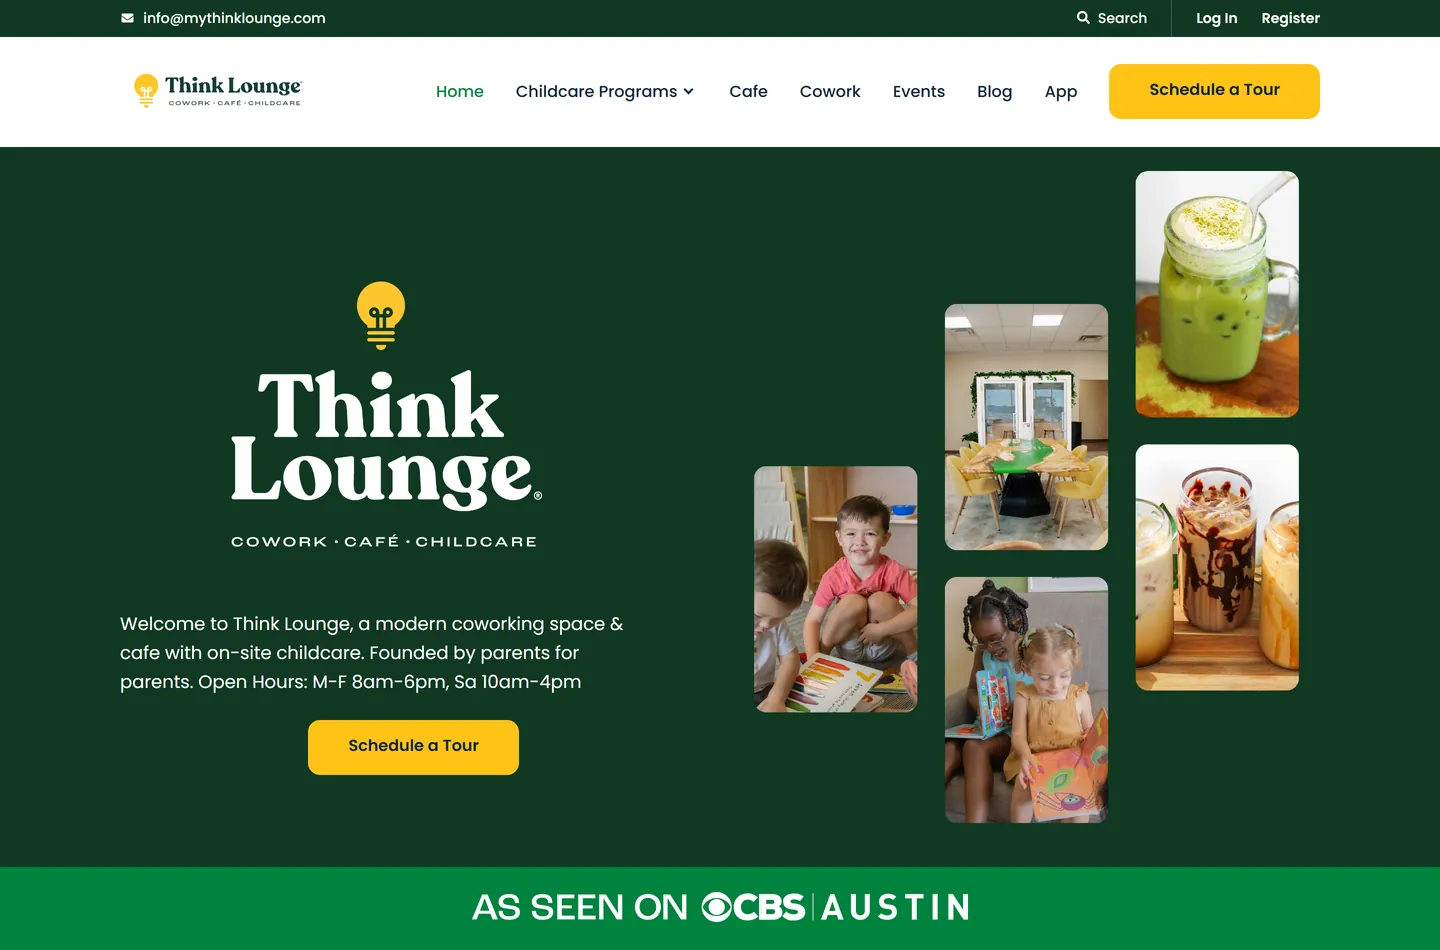 info@mythinklounge.com
Search
Log In
Register
Think Lounge
COWORK · CAFÉ · CHILDCARE
Home
Childcare Programs
Cafe
Cowork
Events
Blog
App
Schedule a Tour
Think
Lounge®
COWORK · CAFÉ · CHILDCARE
Welcome to Think Lounge, a modern coworking space &
cafe with on-site childcare. Founded by parents for
parents. Open Hours: M-F 8am-6pm, Sa 10am-4pm
Schedule a Tour
AS SEEN ON CBS | AUSTIN